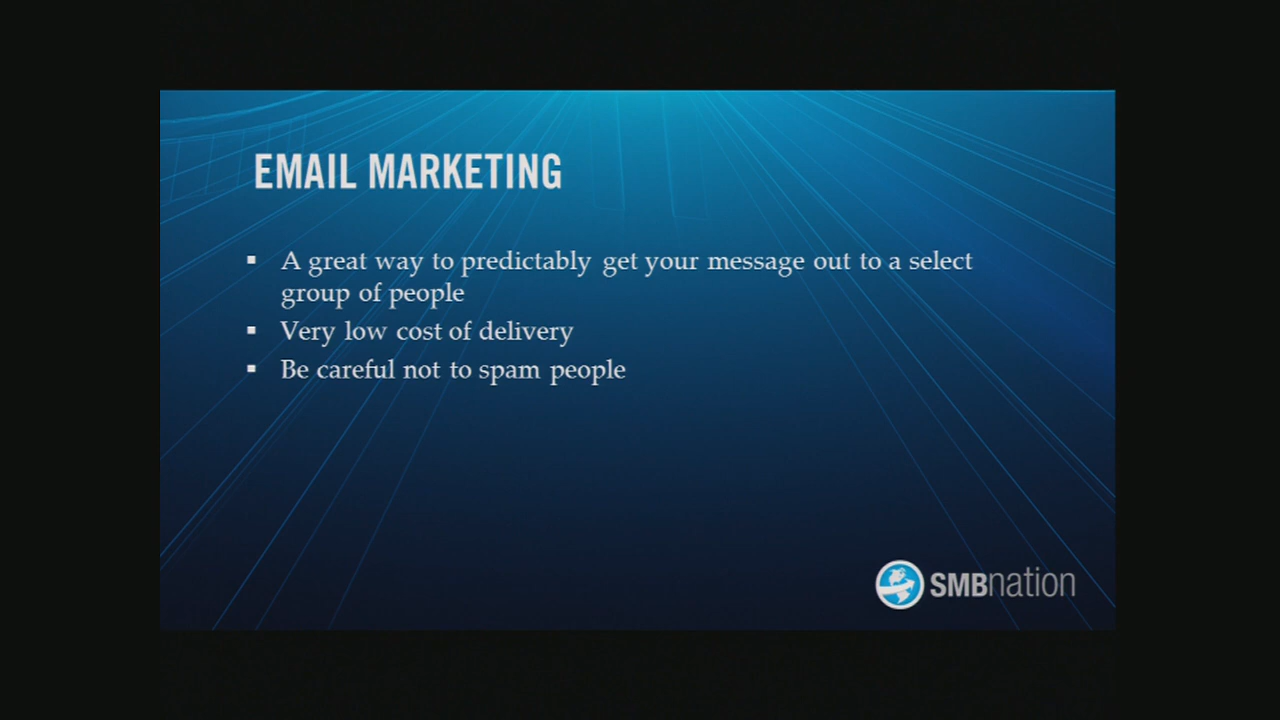 EMAIL MARKETING
▪ A great way to predictably get your message out to a select
group of people
▪ Very low cost of delivery
▪ Be careful not to spam people
SMBnation